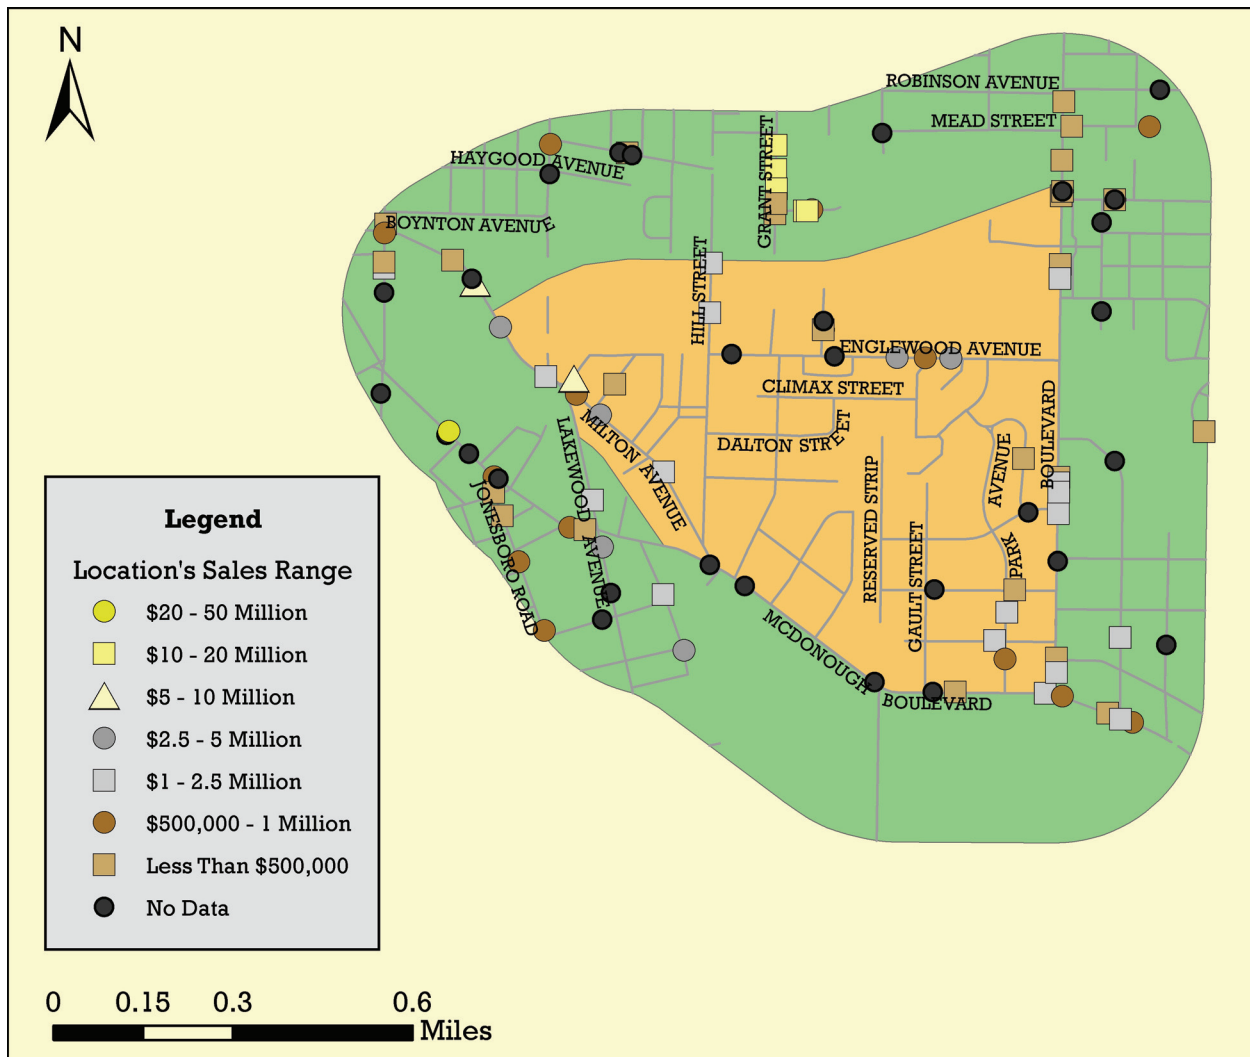 N
ROBINSON AVENUE
MEAD STREET
HAYGOOD AVENUE
GRANT STREET
BOYNTON AVENUE
E
HILL STREET
ENGLEWOOD AVENUE
CLIMAX STREET
BOULEVARD
DALTON STREET
MILTON AVENUE
LAKEWOOD AVENUE
JONESBORO ROAD
RESERVED STRIP
GAULT STREET
PARK AVENUE
MCDONOUGH BOULEVARD
Legend
Location's Sales Range
$20 - 50 Million
$10 - 20 Million
$5 - 10 Million
$2.5 - 5 Million
$1 - 2.5 Million
$500,000 - 1 Million
Less Than $500,000
No Data
0 0.15 0.3 0.6
Miles